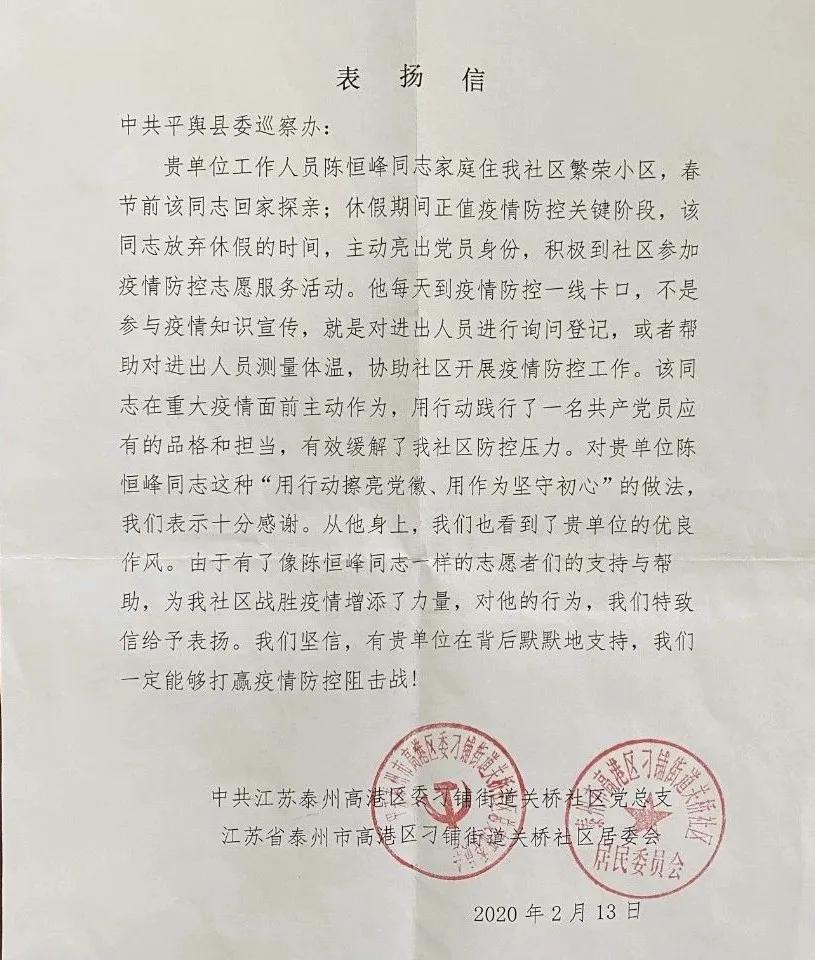 表扬信
中共平舆县委巡察办：
贵单位工作人员陈恒峰同志家庭住我社区繁荣小区，春
节前该同志回家探亲；休假期间正值疫情防控关键阶段，该
同志放弃休假的时间，主动亮出党员身份，积极到社区参加
疫情防控志愿服务活动。他每天到疫情防控一线卡口，不是
参与疫情知识宣传，就是对进出人员进行询问登记，或者帮
助对进出人员测量体温，协助社区开展疫情防控工作。该同
志在重大疫情面前主动作为，用行动践行了一名共产党员应
有的品格和担当，有效缓解了我社区防控压力。对贵单位陈
恒峰同志这种“用行动擦亮党徽、用作为坚守初心”的做法，
我们表示十分感谢。从他身上，我们也看到了贵单位的优良
作风。由于有了像陈恒峰同志一样的志愿者们的支持与帮
助，为我社区战胜疫情增添了力量，对他的行为，我们特致
信给予表扬。我们坚信，有贵单位在背后默默地支持，我们
一定能够打赢疫情防控阻击战！
中共江苏泰州高港区委刁铺街道关桥社区党总支
江苏省泰州市高港区刁铺街道关桥社区居委会
泰州市高港区刁铺街道关桥社区
居民委员会
2020年2月13日